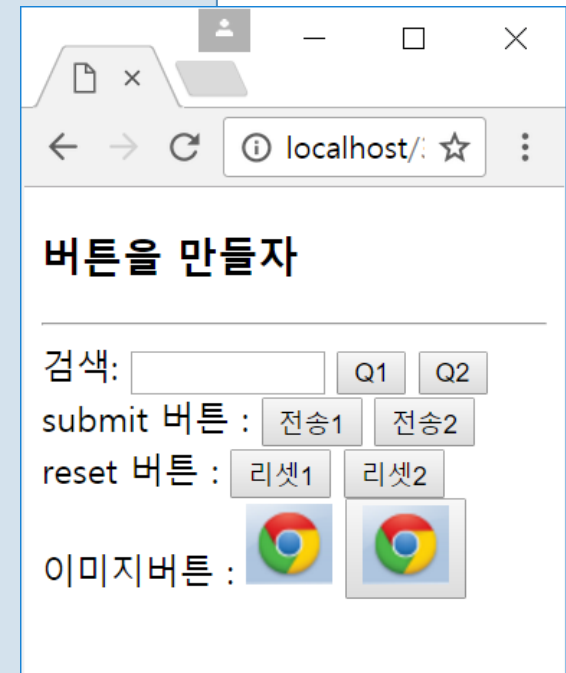 localhost/
버튼을 만들자
검색: Q1 Q2
submit 버튼 : 전송1 전송2
reset 버튼 : 리셋1 리셋2
이미지버튼 :